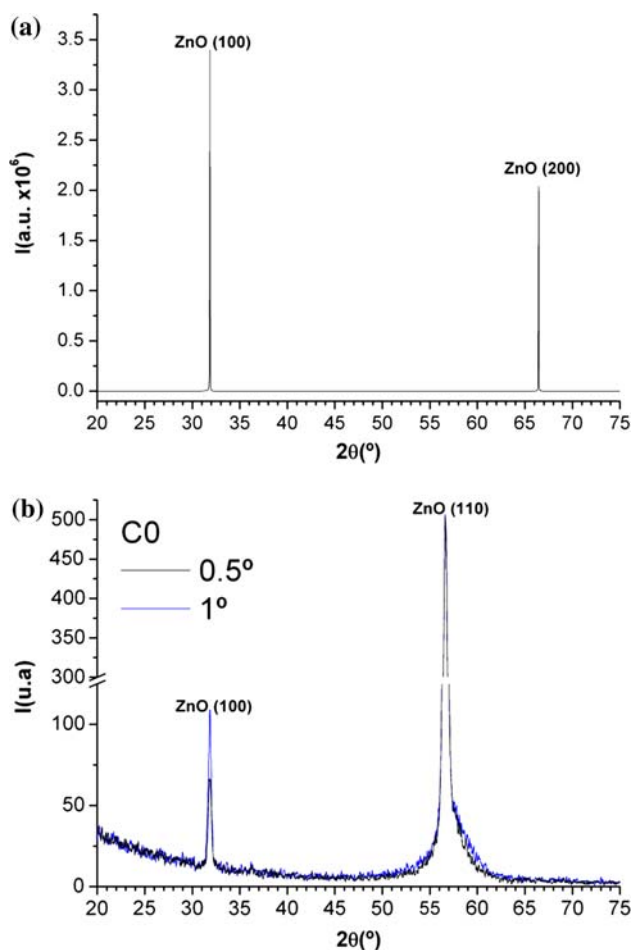 (a)
3.5
3.0
2.5
2.0
1.5
1.0
0.5
0.0
I(a.u. x10⁶)
ZnO (100)
ZnO (200)
20 25 30 35 40 45 50 55 60 65 70 75
2θ(º)
(b)
500
450
400
350
300
100
50
0
I(u.a)
C0
0.5º
1º
ZnO (100)
ZnO (110)
20 25 30 35 40 45 50 55 60 65 70 75
2θ(º)